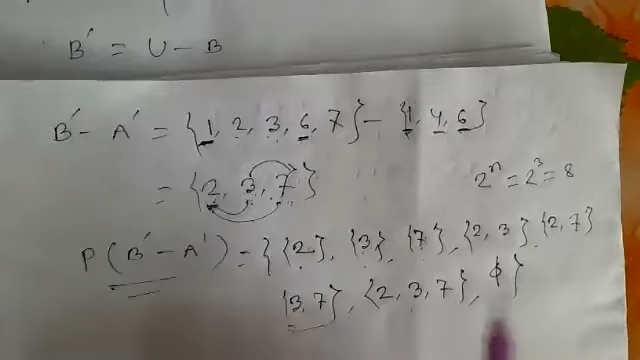 B′ = U − B
B′ − A′ = {1, 2, 3, 6, 7} − {1, 4, 6}
= {2, 3, 7}
2ⁿ = 2³ = 8
P(B′ − A′) = {{2}, {3}, {7}, {2, 3}, {2, 7}
{3, 7}, {2, 3, 7}, ϕ}